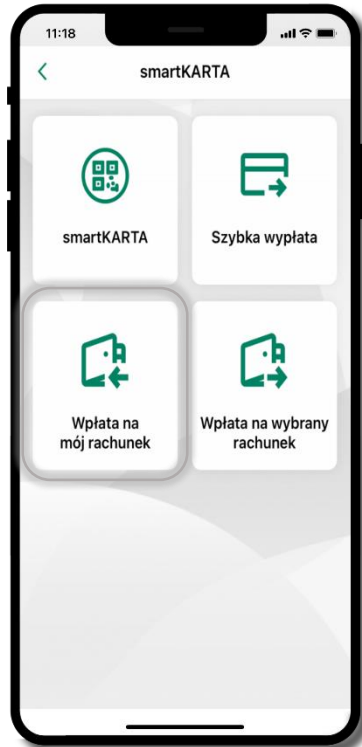 11:18
smartKARTA
smartKARTA
Szybka wypłata
Wpłata na
mój rachunek
Wpłata na wybrany
rachunek